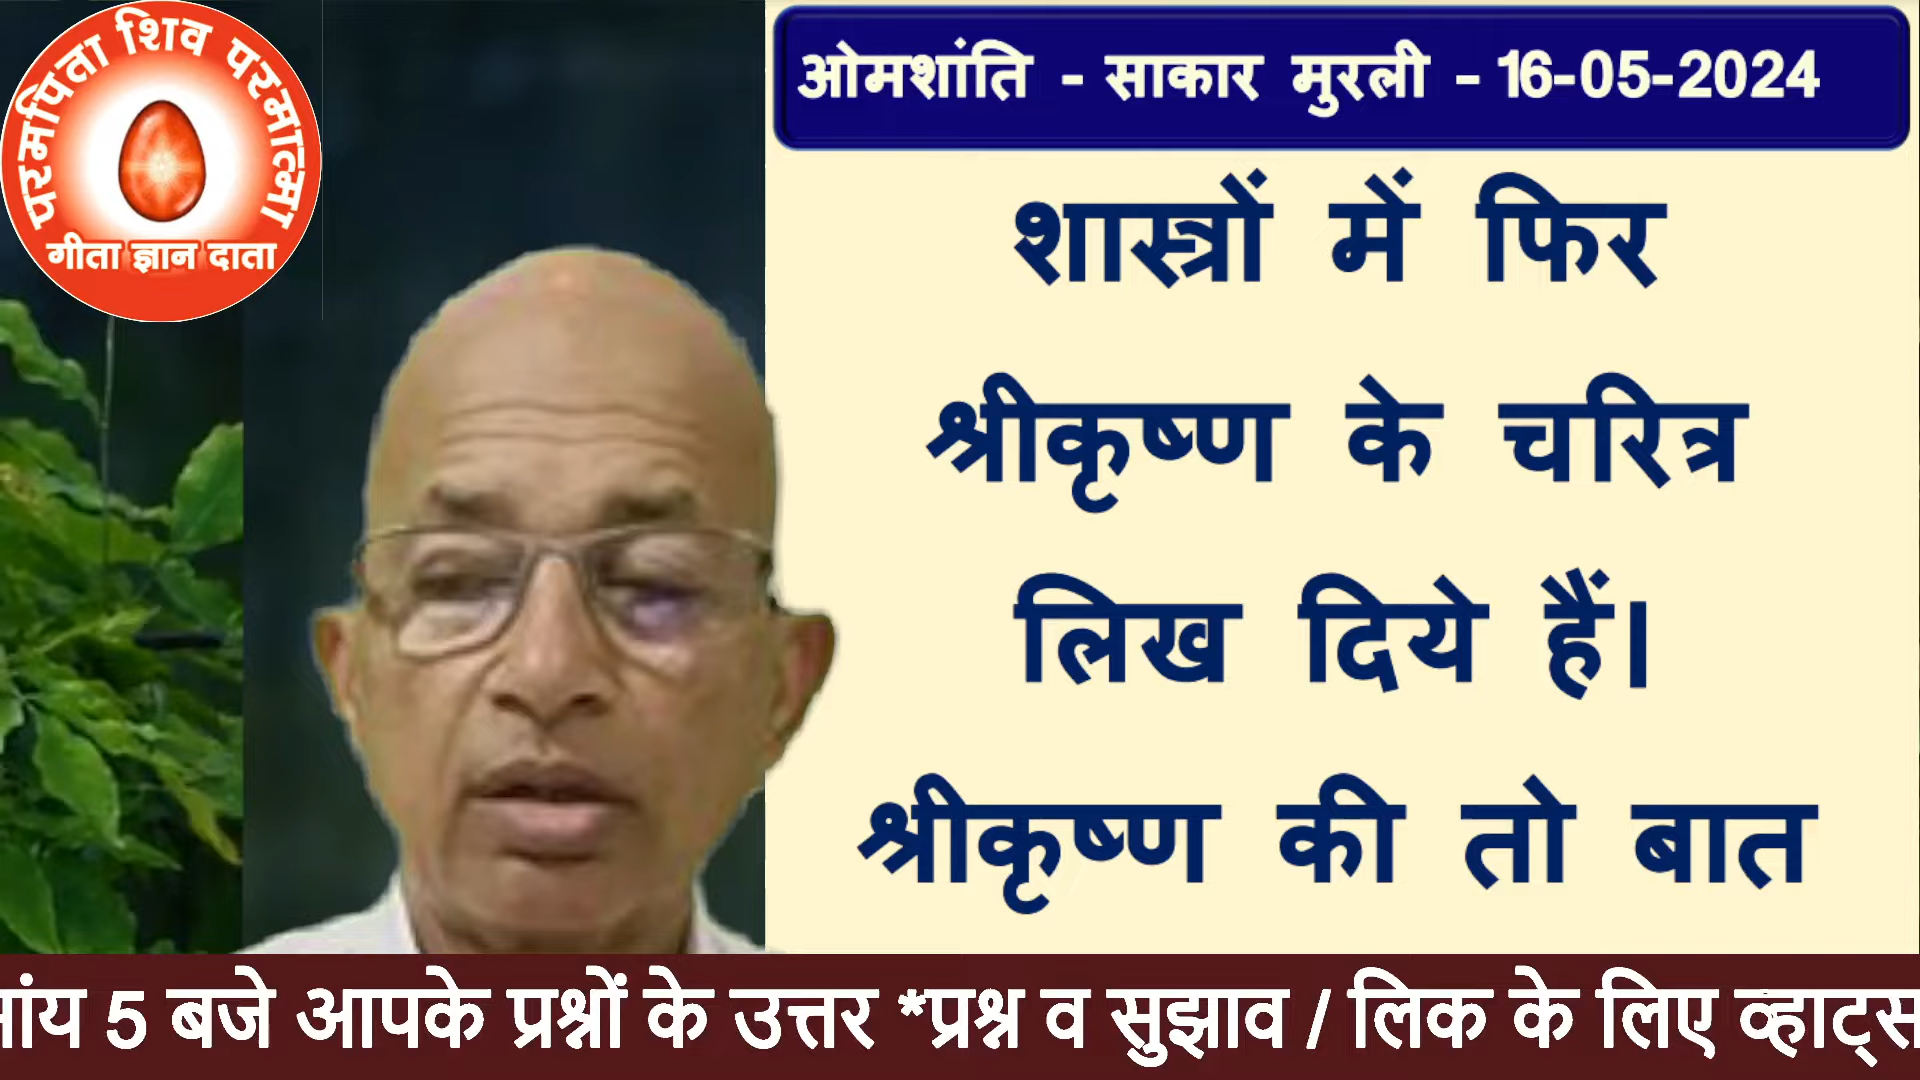 परमपिता शिव परमात्मा
गीता ज्ञान दाता
ओमशांति - साकार मुरली - 16-05-2024
शास्त्रों में फिर
श्रीकृष्ण के चरित्र
लिख दिये हैं।
श्रीकृष्ण की तो बात
5 बजे आपके प्रश्नों के उत्तर *प्रश्न व सुझाव / लिक के लिए